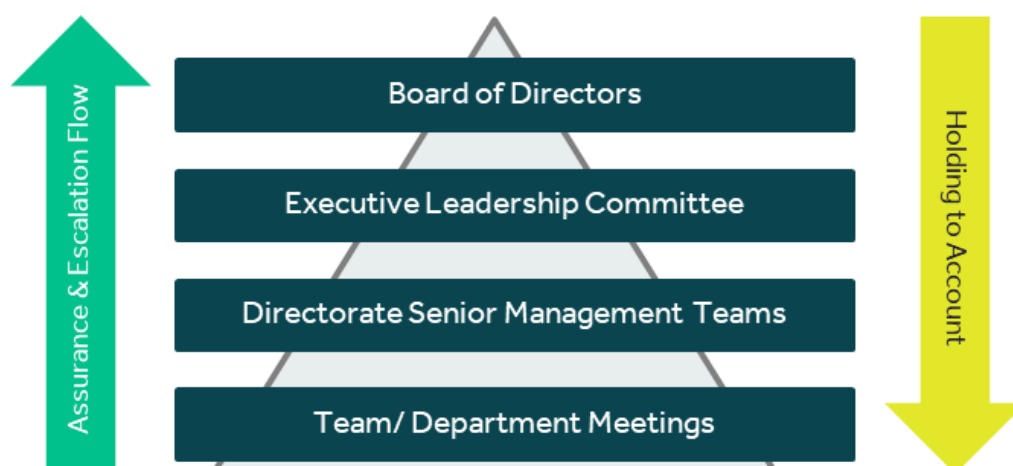 Assurance & Escalation Flow
Board of Directors
Executive Leadership Committee
Directorate Senior Management Teams
Team/ Department Meetings
Holding to Account